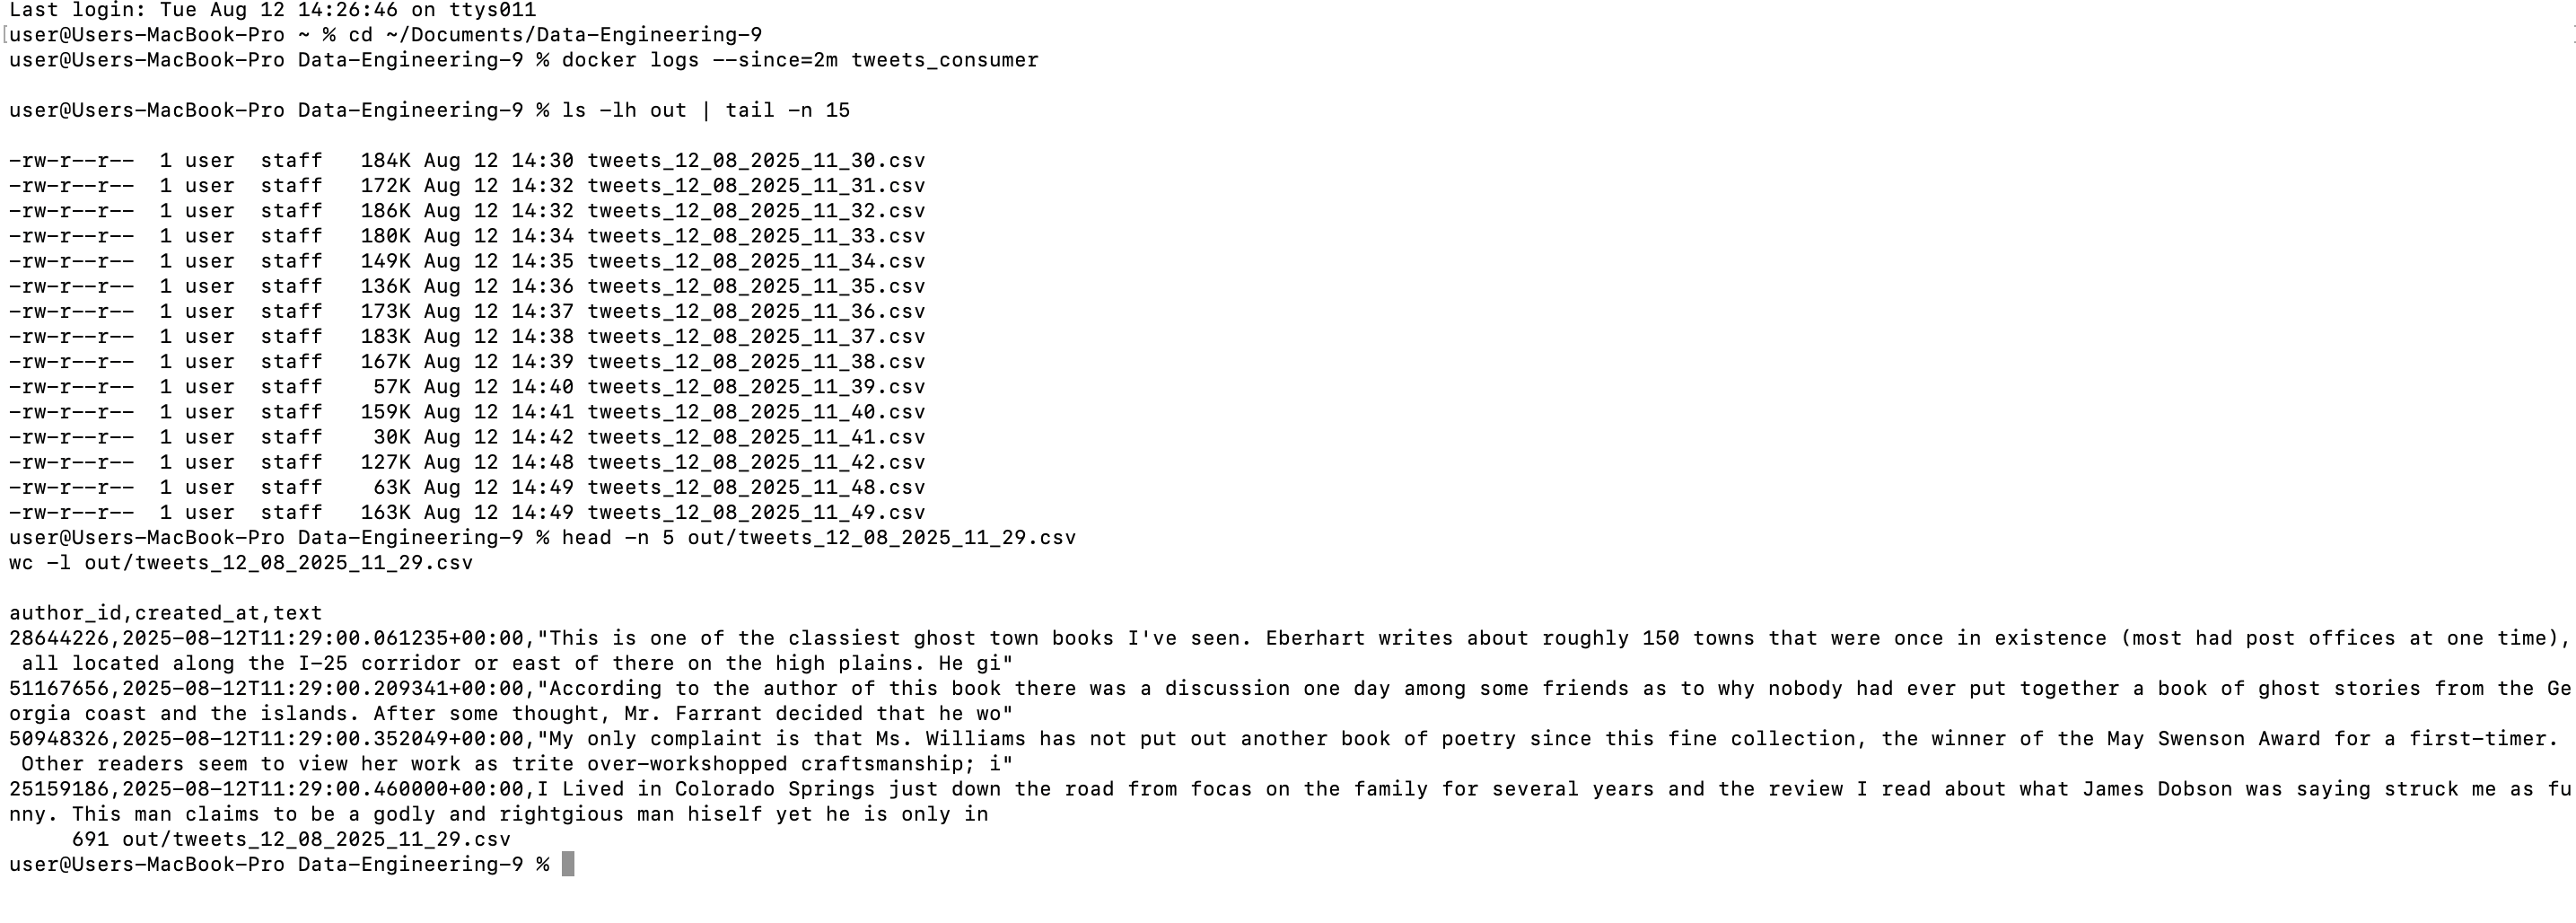 Last login: Tue Aug 12 14:26:46 on ttys011
user@Users-MacBook-Pro ~ % cd ~/Documents/Data-Engineering-9
user@Users-MacBook-Pro Data-Engineering-9 % docker logs --since=2m tweets_consumer
user@Users-MacBook-Pro Data-Engineering-9 % ls -lh out | tail -n 15
-rw-r--r--  1 user  staff   184K Aug 12 14:30 tweets_12_08_2025_11_30.csv
-rw-r--r--  1 user  staff   172K Aug 12 14:32 tweets_12_08_2025_11_31.csv
-rw-r--r--  1 user  staff   186K Aug 12 14:32 tweets_12_08_2025_11_32.csv
-rw-r--r--  1 user  staff   180K Aug 12 14:34 tweets_12_08_2025_11_33.csv
-rw-r--r--  1 user  staff   149K Aug 12 14:35 tweets_12_08_2025_11_34.csv
-rw-r--r--  1 user  staff   136K Aug 12 14:36 tweets_12_08_2025_11_35.csv
-rw-r--r--  1 user  staff   173K Aug 12 14:37 tweets_12_08_2025_11_36.csv
-rw-r--r--  1 user  staff   183K Aug 12 14:38 tweets_12_08_2025_11_37.csv
-rw-r--r--  1 user  staff   167K Aug 12 14:39 tweets_12_08_2025_11_38.csv
-rw-r--r--  1 user  staff    57K Aug 12 14:40 tweets_12_08_2025_11_39.csv
-rw-r--r--  1 user  staff   159K Aug 12 14:41 tweets_12_08_2025_11_40.csv
-rw-r--r--  1 user  staff    30K Aug 12 14:42 tweets_12_08_2025_11_41.csv
-rw-r--r--  1 user  staff   127K Aug 12 14:48 tweets_12_08_2025_11_42.csv
-rw-r--r--  1 user  staff    63K Aug 12 14:49 tweets_12_08_2025_11_48.csv
-rw-r--r--  1 user  staff   163K Aug 12 14:49 tweets_12_08_2025_11_49.csv
user@Users-MacBook-Pro Data-Engineering-9 % head -n 5 out/tweets_12_08_2025_11_29.csv
wc -l out/tweets_12_08_2025_11_29.csv
author_id,created_at,text
28644226,2025-08-12T11:29:00.061235+00:00,"This is one of the classiest ghost town books I've seen. Eberhart writes about roughly 150 towns that were once in existence (most had post offices at one time),
 all located along the I-25 corridor or east of there on the high plains. He gi"
51167656,2025-08-12T11:29:00.209341+00:00,"According to the author of this book there was a discussion one day among some friends as to why nobody had ever put together a book of ghost stories from the Ge
orgia coast and the islands. After some thought, Mr. Farrant decided that he wo"
50948326,2025-08-12T11:29:00.352049+00:00,"My only complaint is that Ms. Williams has not put out another book of poetry since this fine collection, the winner of the May Swenson Award for a first-timer.
 Other readers seem to view her work as trite over-workshopped craftsmanship; i"
25159186,2025-08-12T11:29:00.460000+00:00,I Lived in Colorado Springs just down the road from focas on the family for several years and the review I read about what James Dobson was saying struck me as fu
nny. This man claims to be a godly and rightgious man hiself yet he is only in
     691 out/tweets_12_08_2025_11_29.csv
user@Users-MacBook-Pro Data-Engineering-9 %